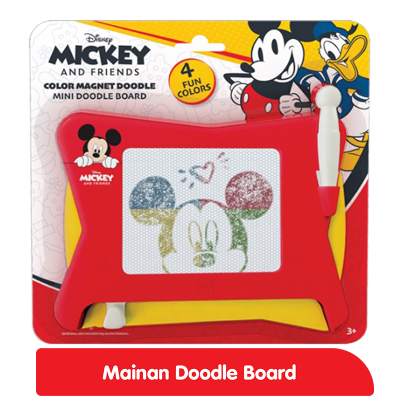 Disney
MICKEY
AND FRIENDS
COLOR MAGNET DOODLE
MINI DOODLE BOARD
4
FUN
COLORS
Disney
MICKEY
AND FRIENDS
3+
Mainan Doodle Board